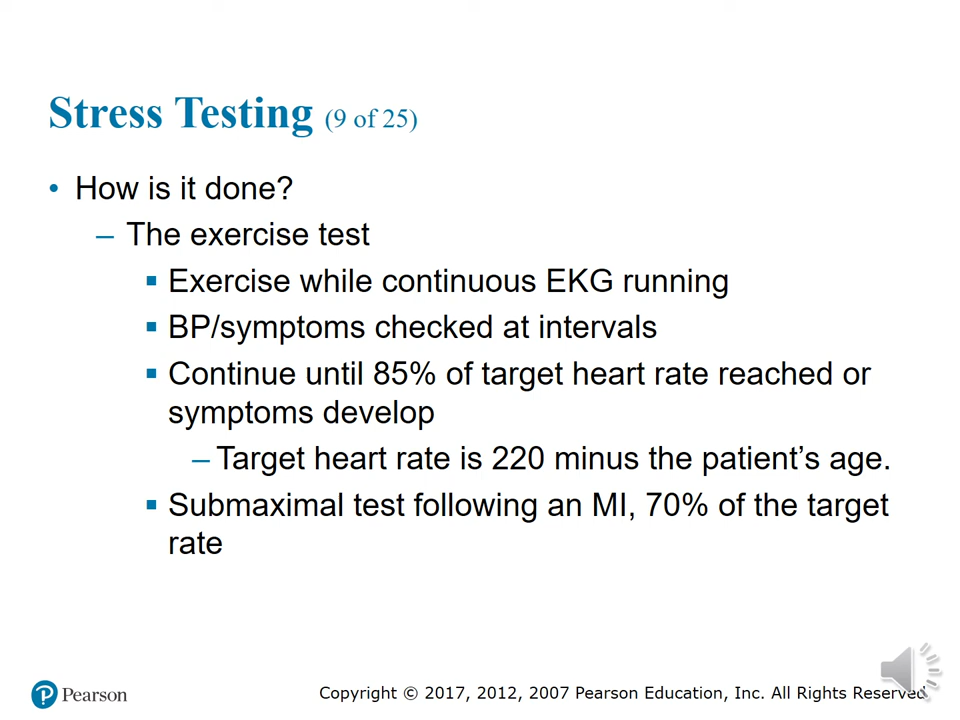 Stress Testing (9 of 25)
• How is it done?
– The exercise test
▪ Exercise while continuous EKG running
▪ BP/symptoms checked at intervals
▪ Continue until 85% of target heart rate reached or
symptoms develop
– Target heart rate is 220 minus the patient’s age.
▪ Submaximal test following an MI, 70% of the target
rate
Pearson
Copyright © 2017, 2012, 2007 Pearson Education, Inc. All Rights Reserved